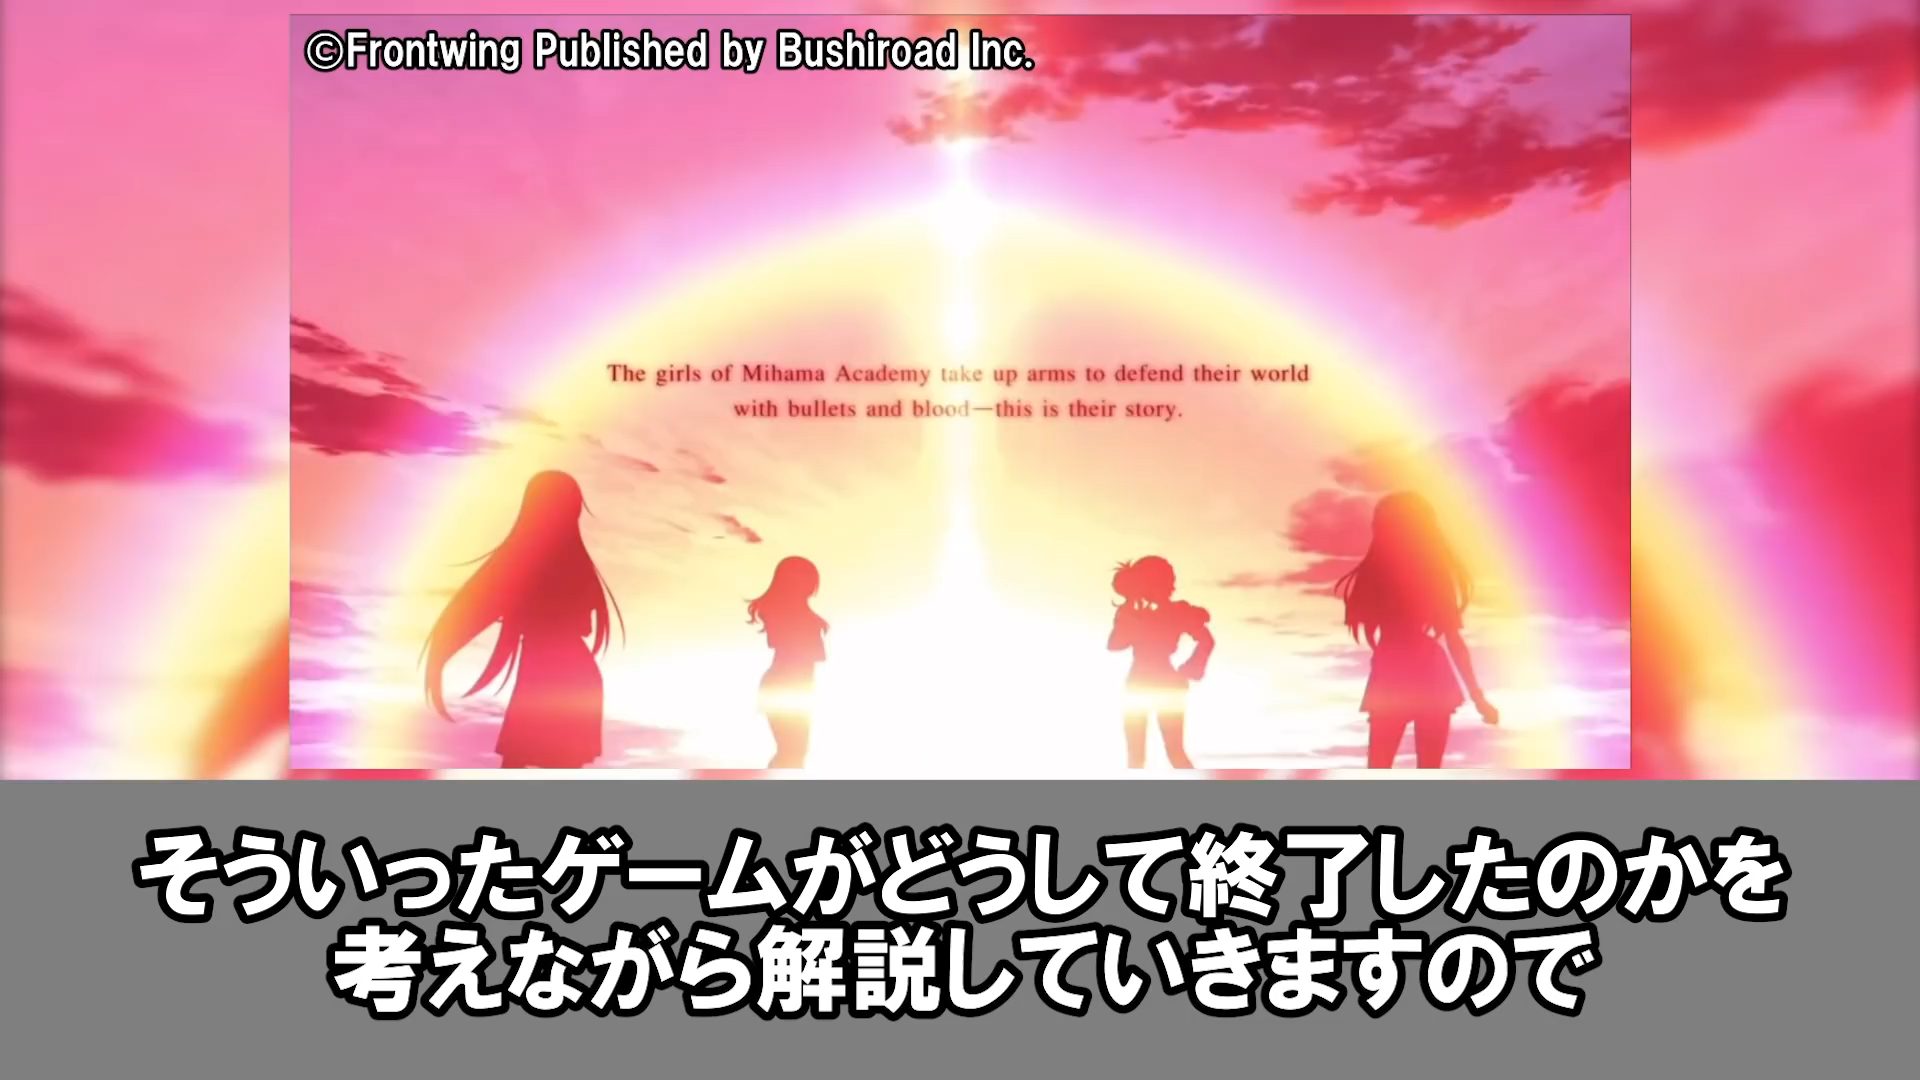 ©Frontwing Published by Bushiroad Inc.
The girls of Mihama Academy take up arms to defend their world
with bullets and blood—this is their story.
そういったゲームがどうして終了したのかを
考えながら解説していきますので